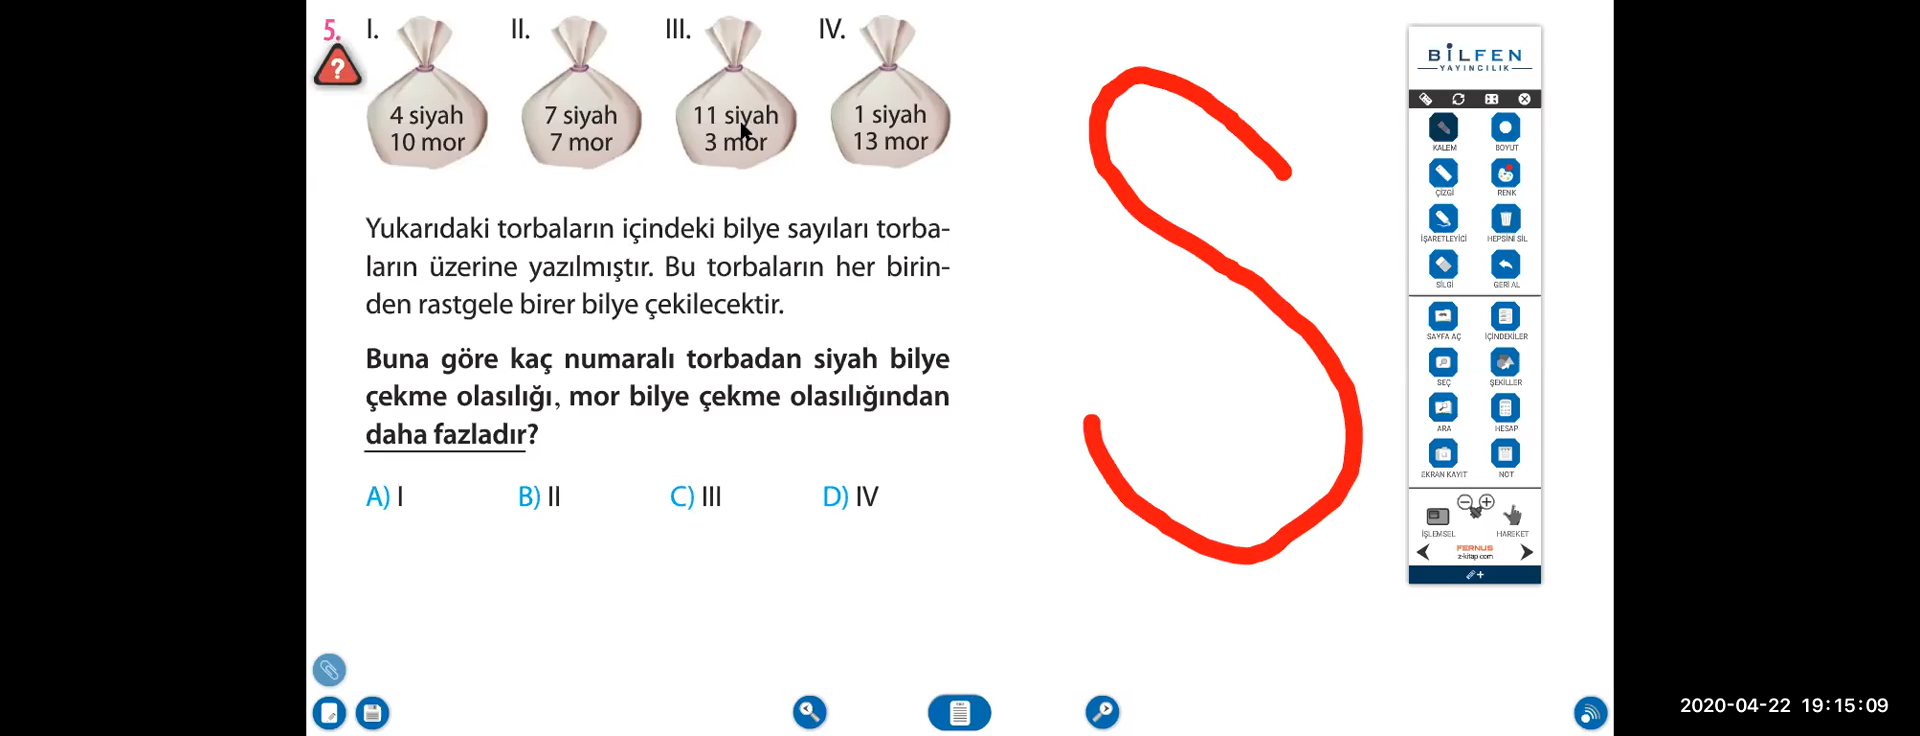 5. I. II. III. IV.
?
4 siyah
10 mor
7 siyah
7 mor
11 siyah
3 mor
1 siyah
13 mor
Yukarıdaki torbaların içindeki bilye sayıları torba-
ların üzerine yazılmıştır. Bu torbaların her birin-
den rastgele birer bilye çekilecektir.
Buna göre kaç numaralı torbadan siyah bilye
çekme olasılığı, mor bilye çekme olasılığından
daha fazladır?
A) I B) II C) III D) IV
S
BİLFEN
YAYINCILIK
KALEM BOYUT
ÇİZGİ RENK
İŞARETLEYİCİ HEPSİNİ SİL
SİLGİ GERİ AL
SAYFA AÇ İÇİNDEKİLER
SEÇ ŞEKİLLER
ARA HESAP
EKRAN KAYIT NOT
İŞLEMSEL HAREKET
FERNUS
z-kitap.com
2020-04-22 19:15:09